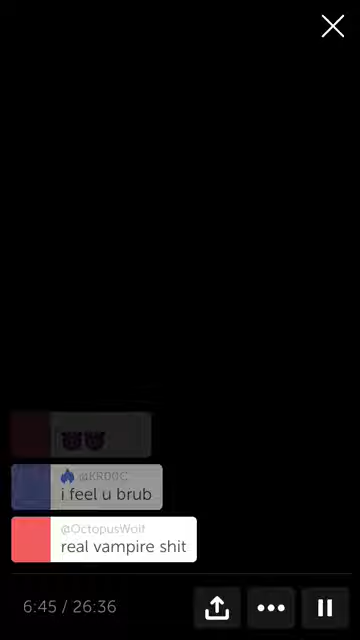 @KR00C
i feel u brub
@OctopusWolf
real vampire shit
6:45 / 26:36